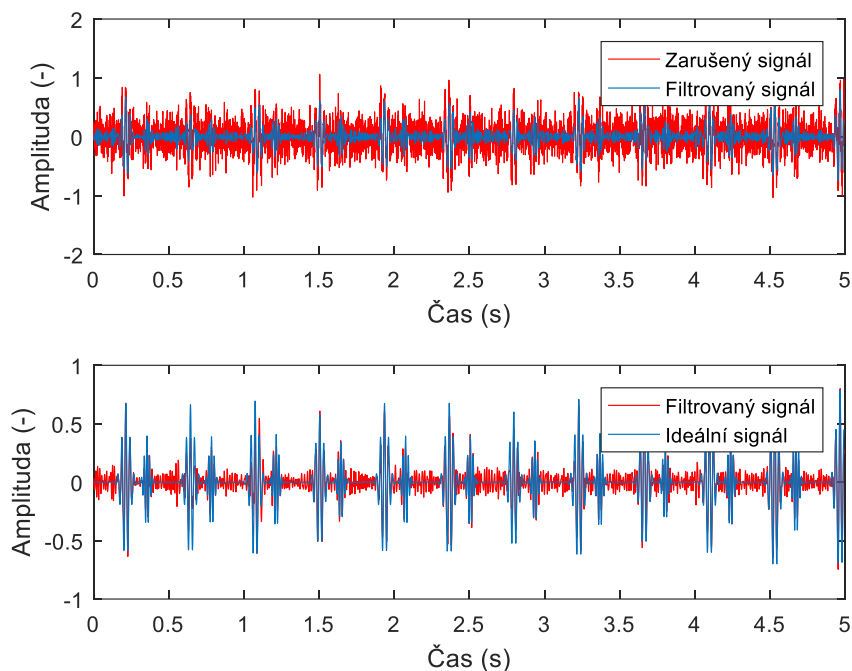 2
1
0
-1
-2
Amplituda (-)
Zarušený signál
Filtrovaný signál
0 0.5 1 1.5 2 2.5 3 3.5 4 4.5 5
Čas (s)
1
0.5
0
-0.5
-1
Amplituda (-)
Filtrovaný signál
Ideální signál
0 0.5 1 1.5 2 2.5 3 3.5 4 4.5 5
Čas (s)